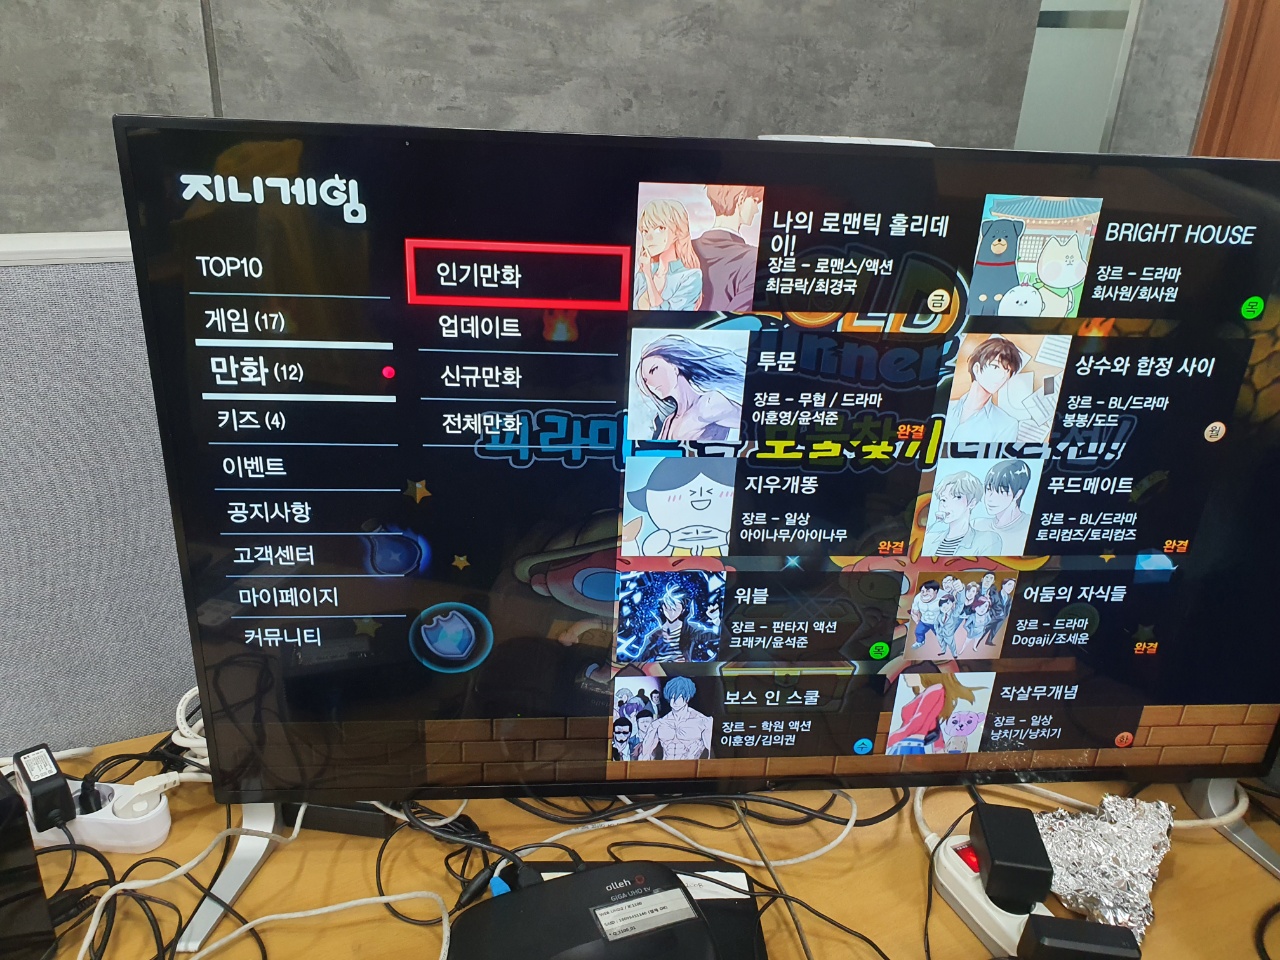 지니게임
TOP10
게임 (17)
만화 (12)
키즈 (4)
이벤트
공지사항
고객센터
마이페이지
커뮤니티
인기만화
업데이트
신규만화
전체만화
나의 로맨틱 홀리데
이!
장르 - 로맨스/액션
최금락/최경국
금
BRIGHT HOUSE
장르 - 드라마
회사원/회사원
목
투문
장르 - 무협 / 드라마
이훈영/윤석준
완결
상수와 합정 사이
장르 - BL/드라마
봉봉/도드
월
지우개똥
장르 - 일상
아이나무/아이나무
완결
푸드메이트
장르 - BL/드라마
토리컴즈/토리컴즈
완결
워블
장르 - 판타지 액션
크래커/윤석준
목
어둠의 자식들
장르 - 드라마
Dogaji/조세운
완결
보스 인 스쿨
장르 - 학원 액션
이훈영/김의권
수
작살무개념
장르 - 일상
냥치기/냥치기
화
olleh
GiGA UHD tv